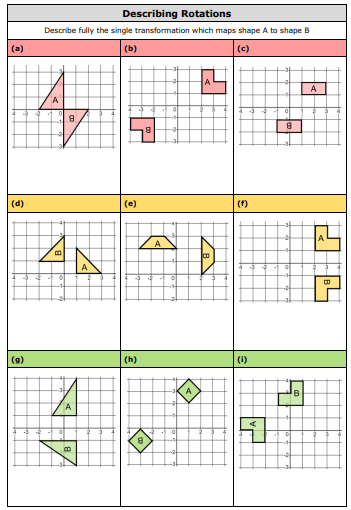 Describing Rotations
Describe fully the single transformation which maps shape A to shape B
(a) (b) (c)
A B
A B
A B
(d) (e) (f)
B A
A B
A B
(g) (h) (i)
A B
A B
B A